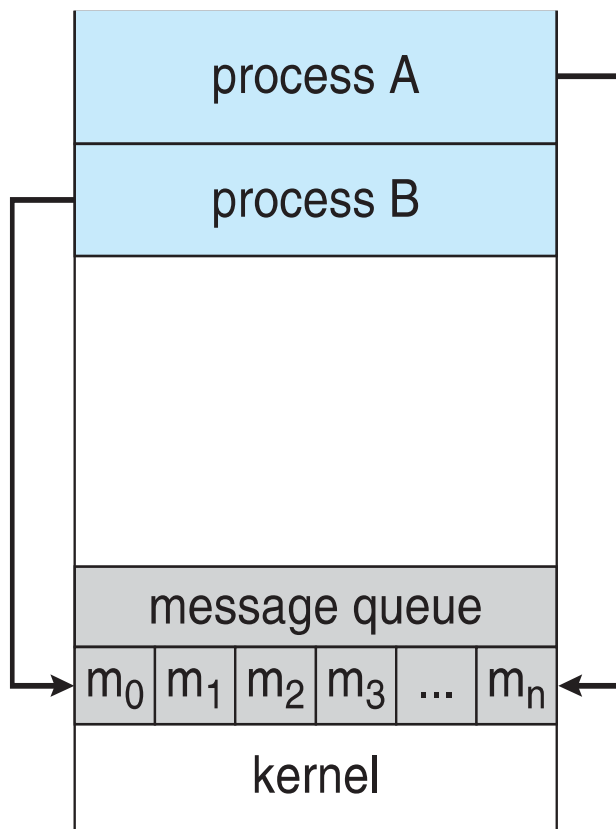 process A
process B
message queue
m0 m1 m2 m3 ... mn
kernel